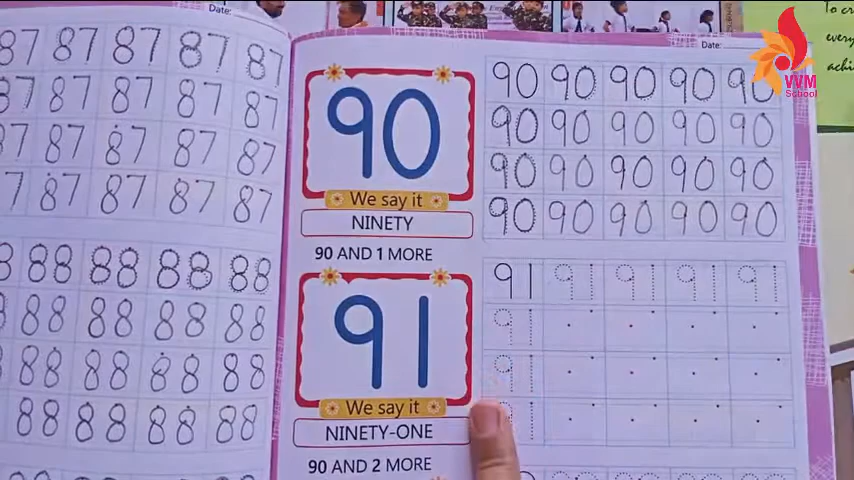 Date:
87 87 87 87 87
87 87 87 87 87
87 87 87 87 87
87 87 87 87 87
88 88 88 88 88
88 88 88 88 88
88 88 88 88 88
88 88 88 88 88
90
We say it
NINETY
90 AND 1 MORE
91
We say it
NINETY-ONE
90 AND 2 MORE
Date:
90 90 90 90 90
90 90 90 90 90
90 90 90 90 90
90 90 90 90 90
91 91 91 91 91
91
91
91
VVM
School